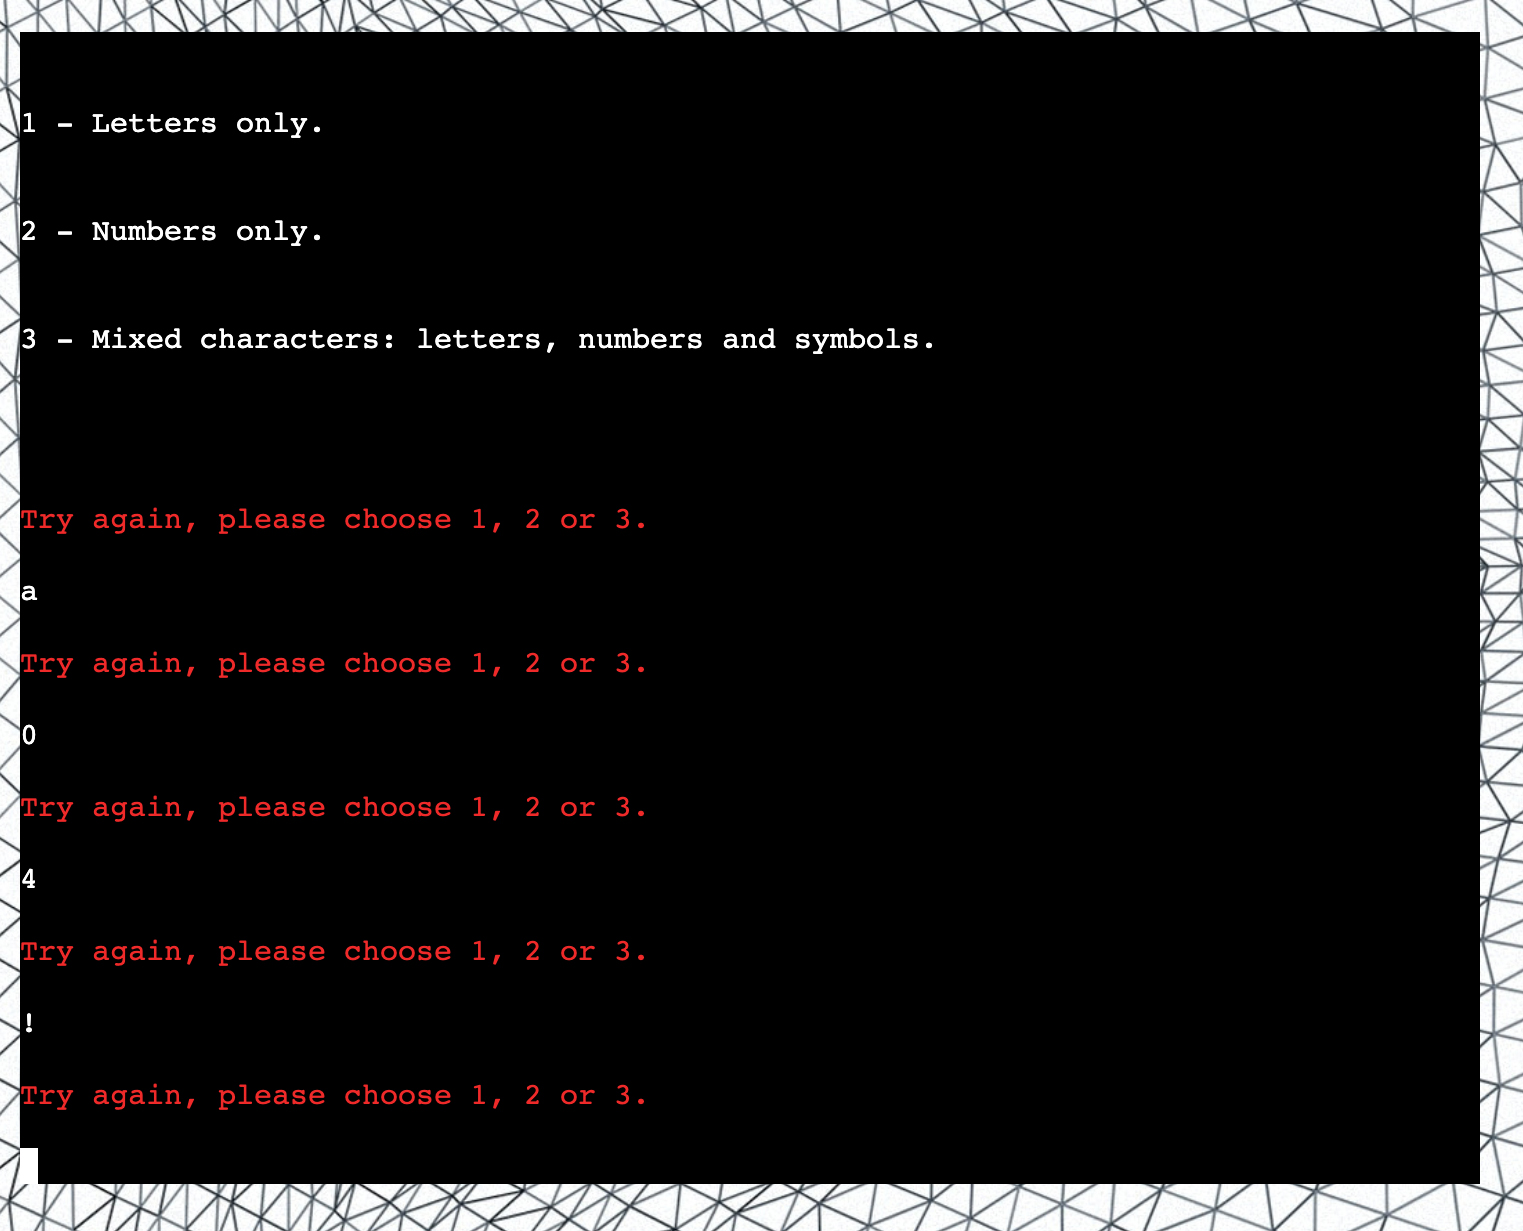 1 - Letters only.
2 - Numbers only.
3 - Mixed characters: letters, numbers and symbols.
Try again, please choose 1, 2 or 3.
a
Try again, please choose 1, 2 or 3.
0
Try again, please choose 1, 2 or 3.
4
Try again, please choose 1, 2 or 3.
!
Try again, please choose 1, 2 or 3.